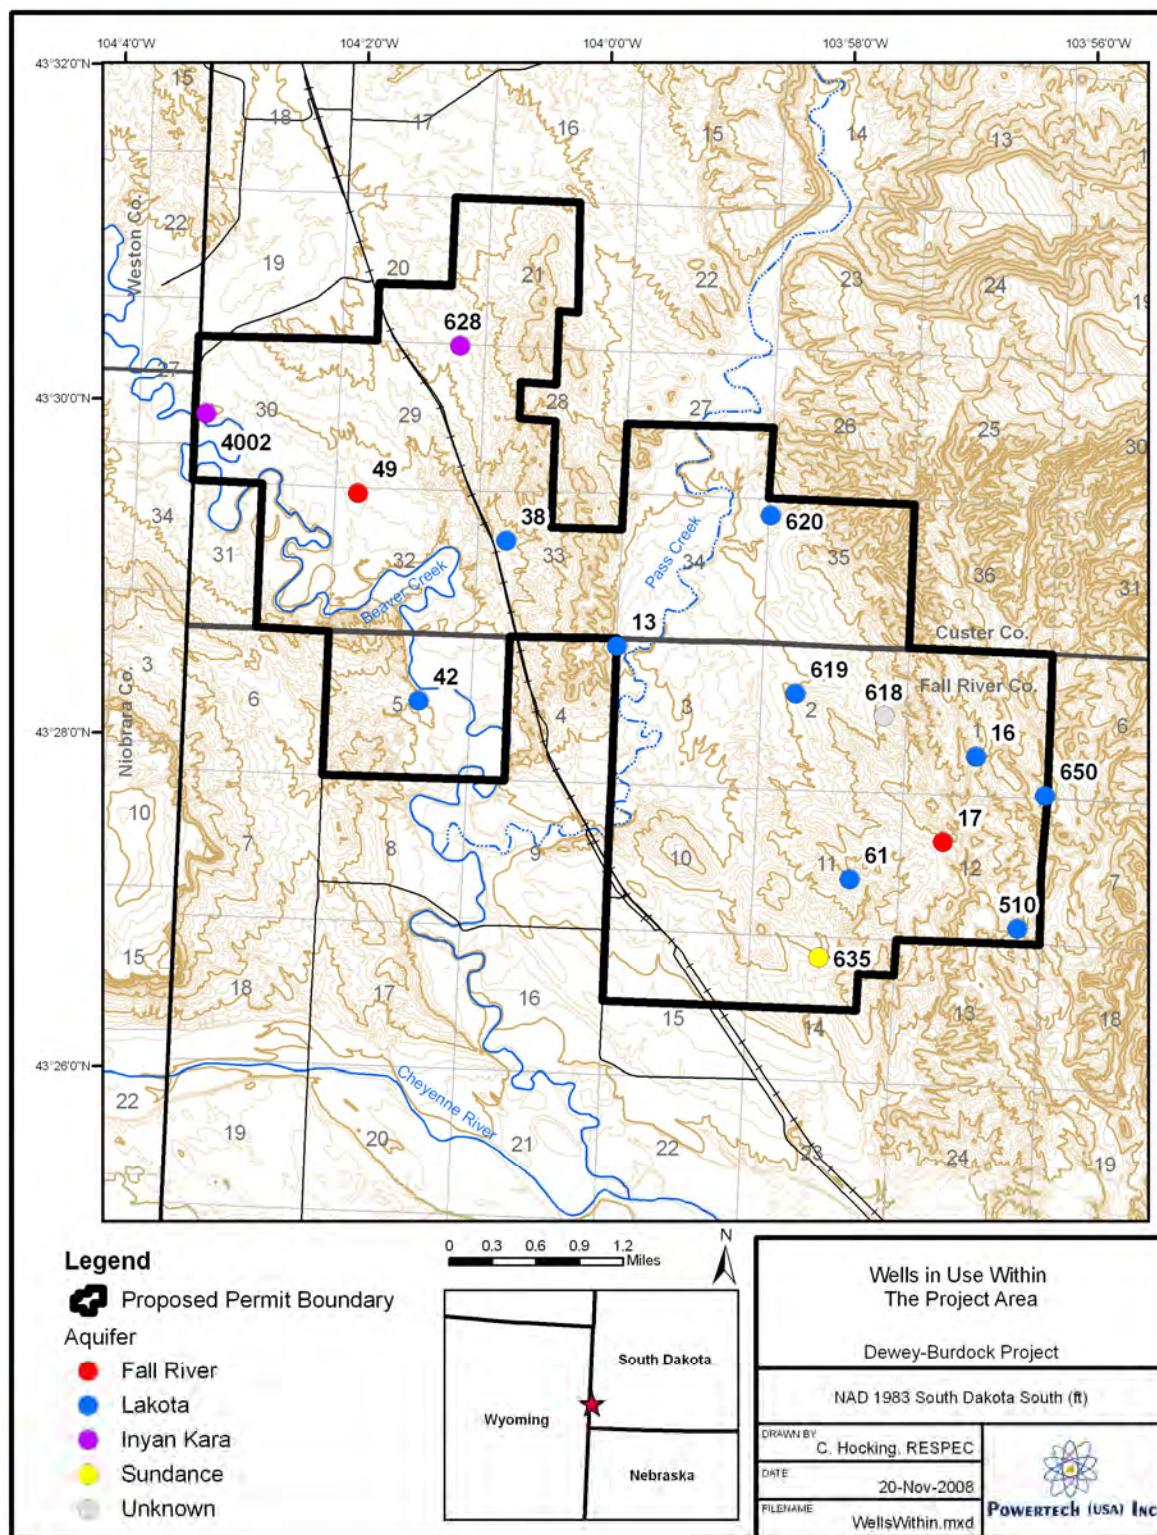 104°4'0"W 104°2'0"W 104°0'0"W 103°58'0"W 103°56'0"W
43°32'0"N
15
18
17
16
15
14
13
22
Weston Co.
19
20
21
22
23
24
19
628
27
43°30'0"N
30
29
28
27
26
25
30
4002
49
34
31
32
38
33
Pass Creek
34
620
35
36
31
Beaver Creek
13
Custer Co.
3
6
5
42
4
3
619
2
618
Fall River Co.
1
16
6
43°28'0"N
Niobrara Co.
650
10
7
8
9
10
11
61
17
12
7
510
15
18
17
16
15
635
14
13
18
43°26'0"N
22
Cheyenne River
19
20
21
22
23
24
19
Legend
Proposed Permit Boundary
Aquifer
Fall River
Lakota
Inyan Kara
Sundance
Unknown
0 0.3 0.6 0.9 1.2
Miles
N
South Dakota
Wyoming
Nebraska
Wells in Use Within
The Project Area
Dewey-Burdock Project
NAD 1983 South Dakota South (ft)
DRAWN BY
C. Hocking, RESPEC
DATE
20-Nov-2008
FILENAME
WellsWithin.mxd
POWERTECH (USA) INC